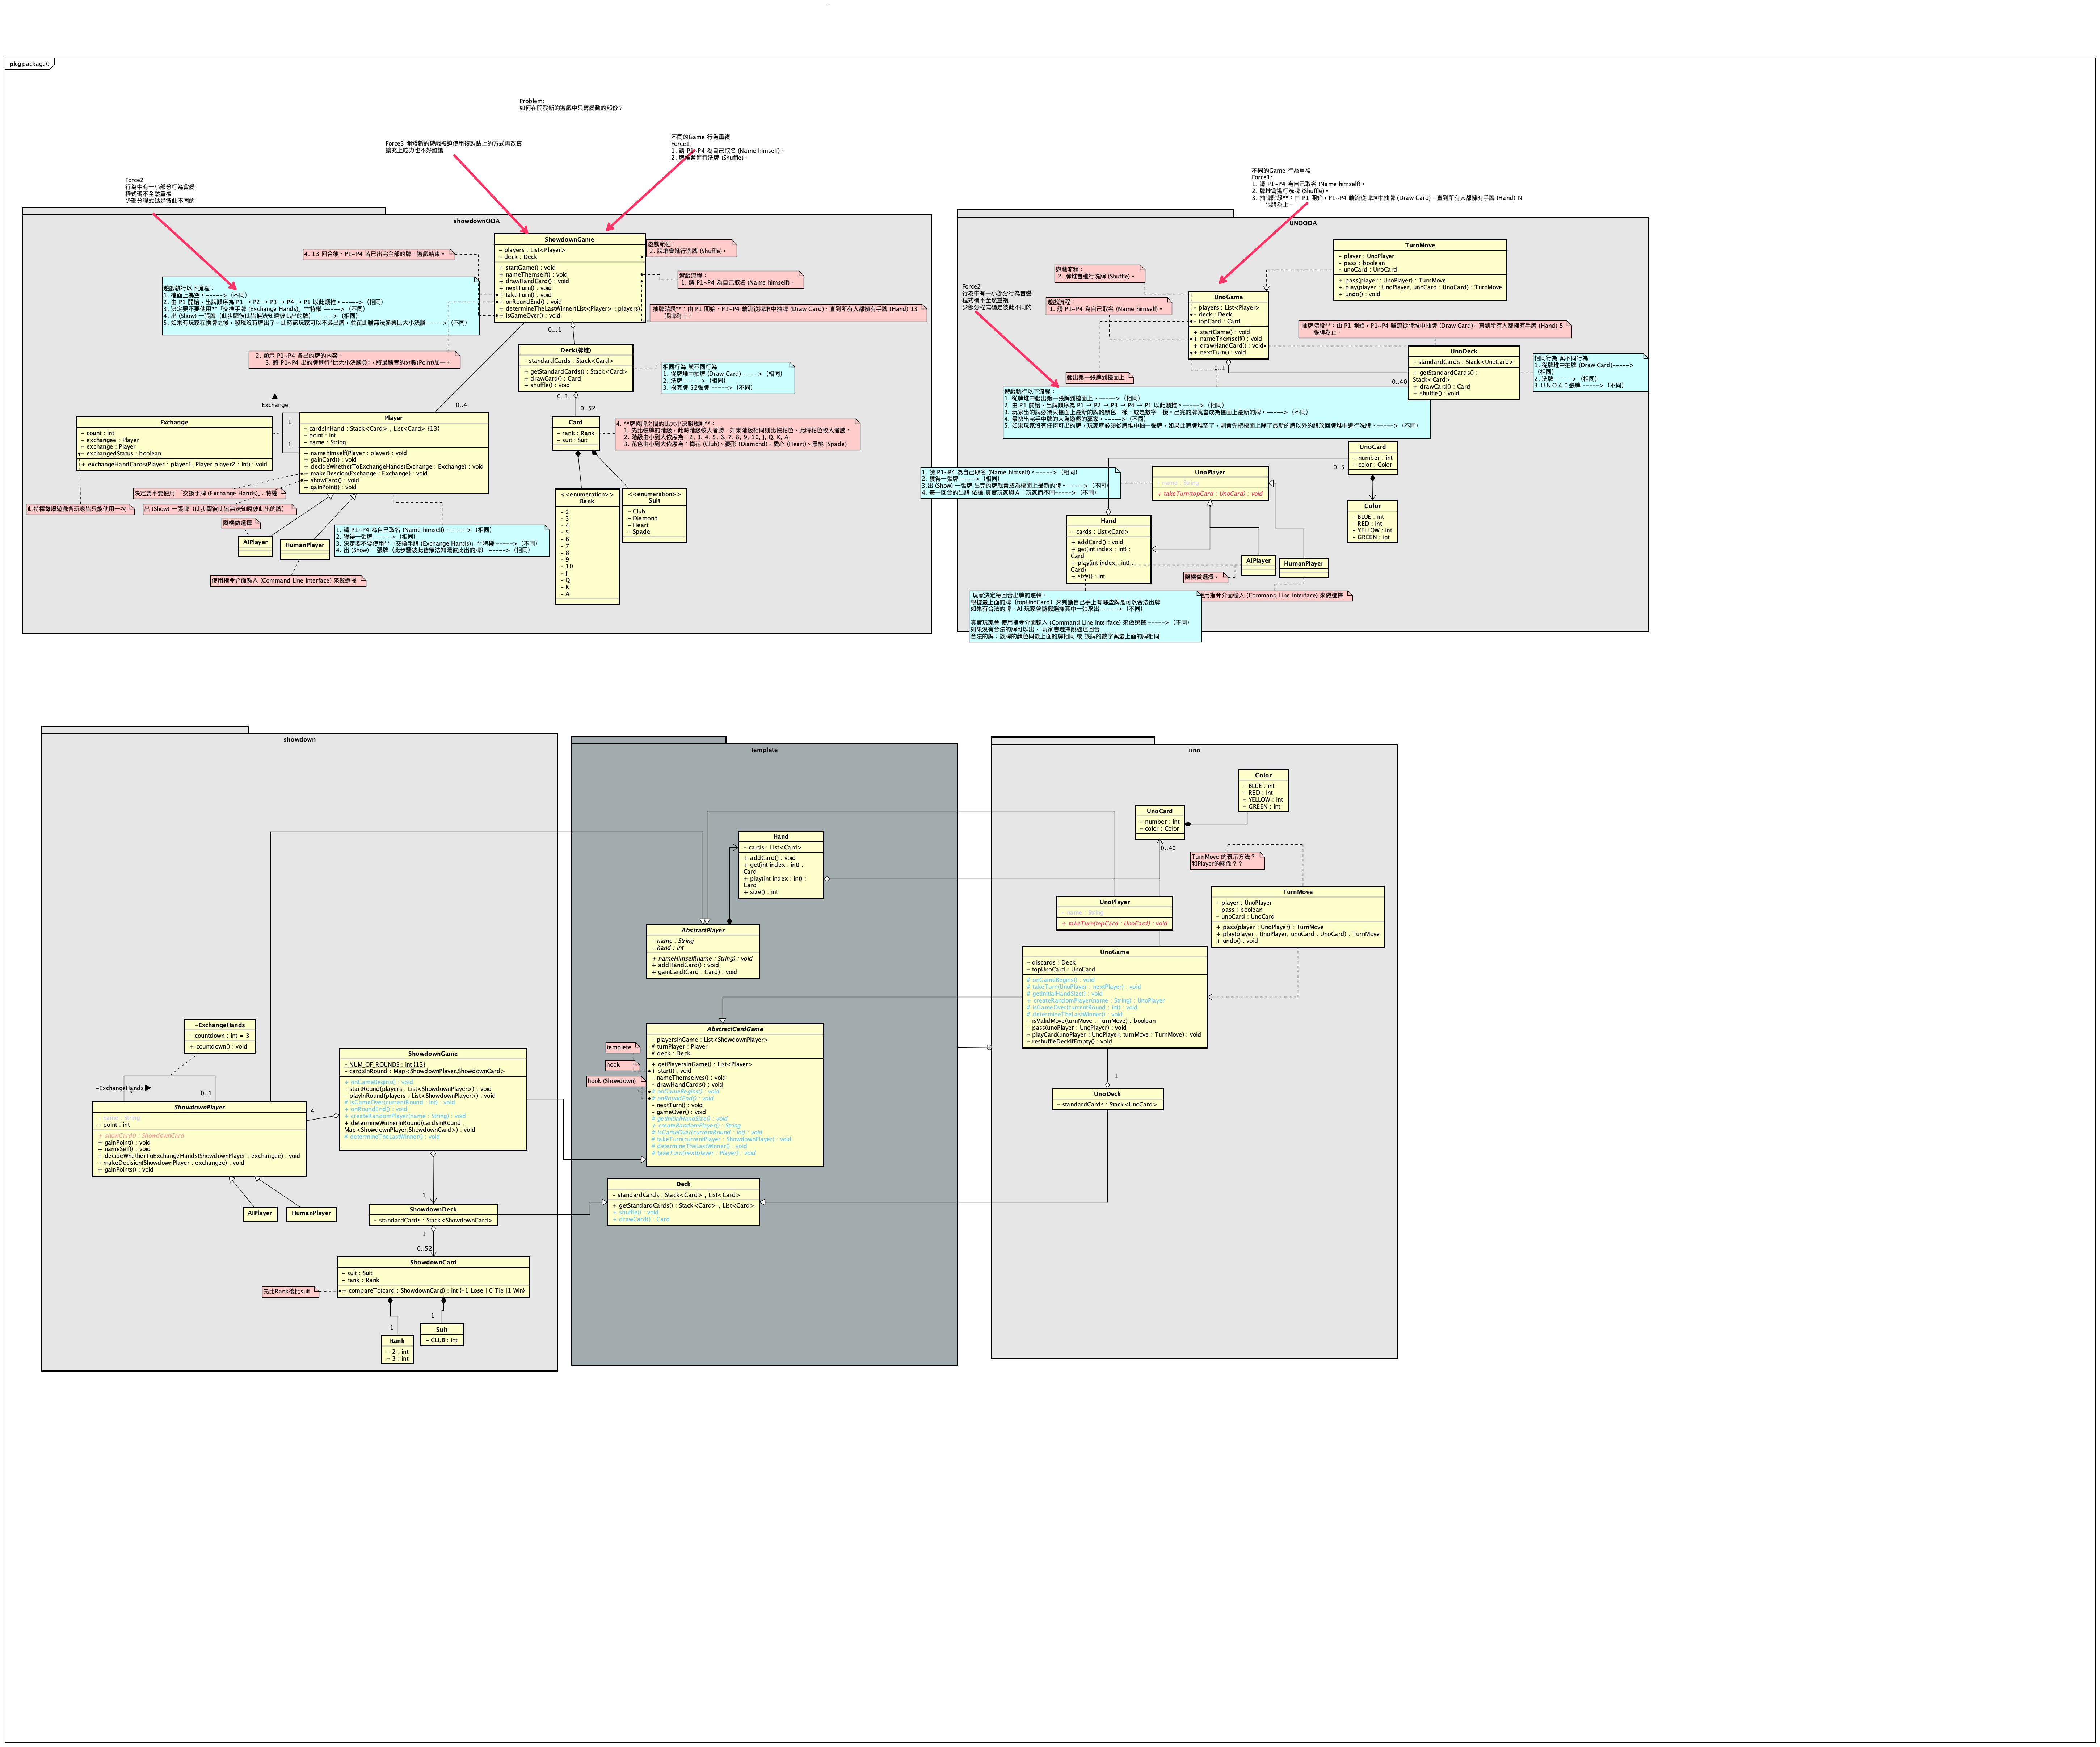 pkg package0
Problem:
如何在開發新的遊戲中只寫變動的部份？
Force3 開發新的遊戲被迫使用複製貼上的方式再改寫
擴充上吃力也不好維護
不同的Game 行為重複
Force1:
1. 請 P1~P4 為自己取名 (Name himself)。
2. 牌堆會進行洗牌 (Shuffle)。
Force2
行為中有一小部分行為會變
程式碼不全然重複
少部分程式碼是彼此不同的
showdownOOA
ShowdownGame
- players : List<Player>
- deck : Deck
+ startGame() : void
+ nameThemself() : void
+ drawHandCard() : void
+ nextTurn() : void
+ takeTurn() : void
+ onRoundEnd() : void
+ determineTheLastWinner(List<Player> : players)
+ isGameOver() : void
遊戲流程：
2. 牌堆會進行洗牌 (Shuffle)。
遊戲流程：
1. 請 P1~P4 為自己取名 (Name himself)。
抽牌階段**：由 P1 開始，P1~P4 輪流從牌堆中抽牌 (Draw Card)，直到所有人都擁有手牌 (Hand) 13
張牌為止。
4. 13 回合後，P1~P4 皆已出完全部的牌，遊戲結束。
遊戲執行以下流程：
1. 檯面上為空。-----> （不同）
2. 由 P1 開始，出牌順序為 P1 → P2 → P3 → P4 → P1 以此類推。-----> （相同）
3. 決定要不要使用**「交換手牌 (Exchange Hands)」**特權 -----> （不同）
4. 出 (Show) 一張牌（此步驟彼此皆無法知曉彼此出的牌） -----> （相同）
5. 如果有玩家在換牌之後，發現沒有牌出了，此時該玩家可以不必出牌，並在此輪無法參與比大小決勝-----> （不同）
2. 顯示 P1~P4 各出的牌的內容。
3. 將 P1~P4 出的牌進行*比大小決勝負*，將最勝者的分數(Point)加一。
0...1
Deck(牌堆)
- standardCards : Stack<Card>
+ getStandardCards() : Stack<Card>
+ drawCard() : Card
+ shuffle() : void
相同行為 與不同行為
1. 從牌堆中抽牌 (Draw Card)-----> （相同）
2. 洗牌 -----> （相同）
3. 撲克牌 52張牌 -----> （不同）
0..1
0..52
Card
- rank : Rank
- suit : Suit
4. **牌與牌之間的比大小決勝規則**：
1. 先比較牌的階級，此時階級較大者勝，如果階級相同則比較花色，此時花色較大者勝。
2. 階級由小到大依序為：2, 3, 4, 5, 6, 7, 8, 9, 10, J, Q, K, A
3. 花色由小到大依序為：梅花 (Club)、菱形 (Diamond)、愛心 (Heart)、黑桃 (Spade)
Exchange
1
1
0..4
Exchange
- count : int
- exchangee : Player
- exchange : Player
- exchangedStatus : boolean
+ exchangeHandCards(Player : player1, Player player2 : int) : void
Player
- cardsInHand : Stack<Card> , List<Card> {13}
- point : int
- name : String
+ namehimself(Player : player) : void
+ gainCard() : void
+ decideWhetherToExchangeHands(Exchange : Exchange) : void
+ makeDescion(Exchange : Exchange) : void
+ showCard() : void
+ gainPoint() : void
決定要不要使用 「交換手牌 (Exchange Hands)」，特權
此特權每場遊戲各玩家皆只能使用一次
出 (Show) 一張牌（此步驟彼此皆無法知曉彼此出的牌）
隨機做選擇
AIPlayer
HumanPlayer
使用指令介面輸入 (Command Line Interface) 來做選擇
1. 請 P1~P4 為自己取名 (Name himself)。-----> （相同）
2. 獲得一張牌 -----> （相同）
3. 決定要不要使用**「交換手牌 (Exchange Hands)」**特權 -----> （不同）
4. 出 (Show) 一張牌（此步驟彼此皆無法知曉彼此出的牌） -----> （相同）
<<enumeration>>
Rank
- 2
- 3
- 4
- 5
- 6
- 7
- 8
- 9
- 10
- J
- Q
- K
- A
<<enumeration>>
Suit
- Club
- Diamond
- Heart
- Spade
不同的Game 行為重複
Force1:
1. 請 P1~P4 為自己取名 (Name himself)。
2. 牌堆會進行洗牌 (Shuffle)。
3. 抽牌階段**：由 P1 開始，P1~P4 輪流從牌堆中抽牌 (Draw Card)，直到所有人都擁有手牌 (Hand) N
張牌為止。
UNOOOA
TurnMove
- player : UnoPlayer
- pass : boolean
- unoCard : UnoCard
+ pass(player : UnoPlayer) : TurnMove
+ play(player : UnoPlayer, unoCard : UnoCard) : TurnMove
+ undo() : void
遊戲流程：
2. 牌堆會進行洗牌 (Shuffle)。
Force2
行為中有一小部分行為會變
程式碼不全然重複
少部分程式碼是彼此不同的
遊戲流程：
1. 請 P1~P4 為自己取名 (Name himself)。
UnoGame
- players : List<Player>
- deck : Deck
- topCard : Card
+ startGame() : void
+ nameThemself() : void
+ drawHandCard() : void
+ nextTurn() : void
抽牌階段**：由 P1 開始，P1~P4 輪流從牌堆中抽牌 (Draw Card)，直到所有人都擁有手牌 (Hand) 5
張牌為止。
UnoDeck
- standardCards : Stack<UnoCard>
+ getStandardCards() :
Stack<Card>
+ drawCard() : Card
+ shuffle() : void
相同行為 與不同行為
1. 從牌堆中抽牌 (Draw Card)----->
（相同）
2. 洗牌 -----> （相同）
3.ＵＮＯ４０張牌 -----> （不同）
0..1
0..40
翻出第一張牌到檯面上
遊戲執行以下流程：
1. 從牌堆中翻出第一張牌到檯面上。-----> （相同）
2. 由 P1 開始，出牌順序為 P1 → P2 → P3 → P4 → P1 以此類推。-----> （相同）
3. 玩家出的牌必須與檯面上最新的牌的顏色一樣，或是數字一樣。出完的牌就會成為檯面上最新的牌。-----> （不同）
4. 最快出完手中牌的人為遊戲的贏家。-----> （不同）
5. 如果玩家沒有任何可出的牌，玩家就必須從牌堆中抽一張牌，如果此時牌堆空了，則會先把檯面上除了最新的牌以外的牌放回牌堆中進行洗牌。-----> （不同）
UnoCard
- number : int
- color : Color
0..5
Color
- BLUE : int
- RED : int
- YELLOW : int
- GREEN : int
1. 請 P1~P4 為自己取名 (Name himself)。-----> （相同）
2. 獲得一張牌-----> （相同）
3.出 (Show) 一張牌 出完的牌就會成為檯面上最新的牌。-----> （不同）
4. 每一回合的出牌 依據 真實玩家與ＡＩ玩家而不同-----> （不同）
UnoPlayer
- name : String
+ takeTurn(topCard : UnoCard) : void
Hand
- cards : List<Card>
+ addCard() : void
+ get(int index : int) :
Card
+ play(int index : int) :
Card
+ size() : int
AIPlayer
HumanPlayer
隨機做選擇。
使用指令介面輸入 (Command Line Interface) 來做選擇
玩家決定每回合出牌的邏輯。
根據最上面的牌（topUnoCard）來判斷自己手上有哪些牌是可以合法出牌
如果有合法的牌，AI 玩家會隨機選擇其中一張來出 -----> （不同）
真實玩家會 使用指令介面輸入 (Command Line Interface) 來做選擇 -----> （不同）
如果沒有合法的牌可以出， 玩家會選擇跳過這回合
合法的牌：該牌的顏色與最上面的牌相同 或 該牌的數字與最上面的牌相同
showdown
-ExchangeHands
- countdown : int = 3
+ countdown() : void
-ExchangeHands
0..1
4
ShowdownPlayer
- name : String
- point : int
+ showCard() : ShowdownCard
+ gainPoint() : void
+ nameSelf() : void
+ decideWhetherToExchangeHands(ShowdownPlayer : exchangee) : void
- makeDecision(ShowdownPlayer : exchangee) : void
+ gainPoints() : void
AIPlayer
HumanPlayer
ShowdownGame
- NUM_OF_ROUNDS : int {13}
- cardsInRound : Map<ShowdownPlayer,ShowdownCard>
+ onGameBegins() : void
- startRound(players : List<ShowdownPlayer>) : void
- playInRound(players : List<ShowdownPlayer>) : void
# isGameOver(currentRound : int) : void
+ onRoundEnd() : void
+ createRandomPlayer(name : String) : void
+ determineWinnerInRound(cardsInRound :
Map<ShowdownPlayer,ShowdownCard>) : void
# determineTheLastWinner() : void
1
ShowdownDeck
- standardCards : Stack<ShowdownCard>
1
0..52
ShowdownCard
- suit : Suit
- rank : Rank
+ compareTo(card : ShowdownCard) : int {-1 Lose | 0 Tie |1 Win}
先比Rank後比suit
1
1
Rank
- 2 : int
- 3 : int
Suit
- CLUB : int
templete
Hand
- cards : List<Card>
+ addCard() : void
+ get(int index : int) :
Card
+ play(int index : int) :
Card
+ size() : int
AbstractPlayer
- name : String
- hand : int
+ nameHimself(name : String) : void
+ addHandCard() : void
+ gainCard(Card : Card) : void
AbstractCardGame
- playersInGame : List<ShowdownPlayer>
# turnPlayer : Player
# deck : Deck
+ getPlayersInGame() : List<Player>
+ start() : void
- nameThemselves() : void
- drawHandCards() : void
# onGameBegins() : void
# onRoundEnd() : void
- nextTurn() : void
- gameOver() : void
# getInitialHandSize() : void
+ createRandomPlayer() : String
# isGameOver(currentRound : int) : void
# takeTurn(currentPlayer : ShowdownPlayer) : void
# determineTheLastWinner() : void
# takeTurn(nextplayer : Player) : void
templete
hook
hook (Showdown)
Deck
- standardCards : Stack<Card> , List<Card>
+ getStandardCards() : Stack<Card> , List<Card>
+ shuffle() : void
+ drawCard() : Card
uno
Color
- BLUE : int
- RED : int
- YELLOW : int
- GREEN : int
UnoCard
- number : int
- color : Color
0..40
TurnMove 的表示方法？
和Player的關係？？
UnoPlayer
- name : String
+ takeTurn(topCard : UnoCard) : void
TurnMove
- player : UnoPlayer
- pass : boolean
- unoCard : UnoCard
+ pass(player : UnoPlayer) : TurnMove
+ play(player : UnoPlayer, unoCard : UnoCard) : TurnMove
+ undo() : void
UnoGame
- discards : Deck
- topUnoCard : UnoCard
# onGameBegins() : void
# takeTurn(UnoPlayer : nextPlayer) : void
# getInitialHandSize() : void
+ createRandomPlayer(name : String) : UnoPlayer
# isGameOver(currentRound : int) : void
# determineTheLastWinner() : void
- isValidMove(turnMove : TurnMove) : boolean
- pass(unoPlayer : UnoPlayer) : void
- playCard(unoPlayer : UnoPlayer, turnMove : TurnMove) : void
- reshuffleDeckIfEmpty() : void
1
UnoDeck
- standardCards : Stack<UnoCard>